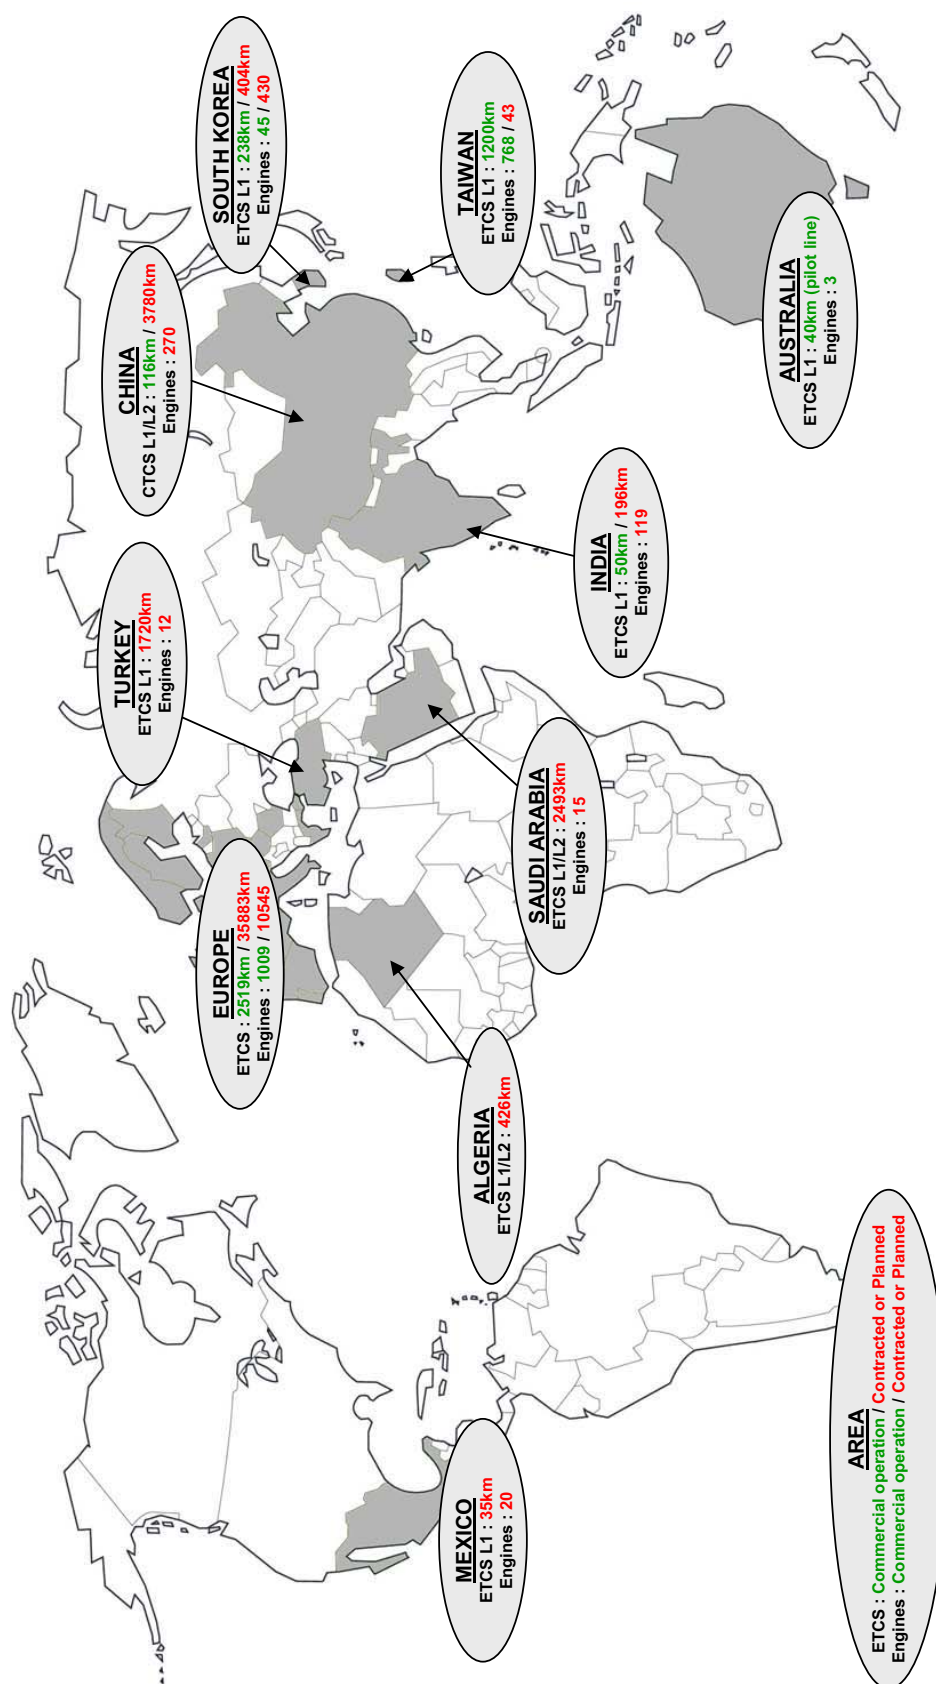 SOUTH KOREA
ETCS L1 : 238km / 404km
Engines : 45 / 430
CHINA
CTCS L1/L2 : 116km / 3780km
Engines : 270
TAIWAN
ETCS L1 : 1200km
Engines : 768 / 43
TURKEY
ETCS L1 : 1720km
Engines : 12
AUSTRALIA
ETCS L1 : 40km (pilot line)
Engines : 3
INDIA
ETCS L1 : 50km / 196km
Engines : 119
EUROPE
ETCS : 2519km / 35883km
Engines : 1009 / 10545
SAUDI ARABIA
ETCS L1/L2 : 2493km
Engines : 15
ALGERIA
ETCS L1/L2 : 426km
MEXICO
ETCS L1 : 35km
Engines : 20
AREA
ETCS : Commercial operation / Contracted or Planned
Engines : Commercial operation / Contracted or Planned